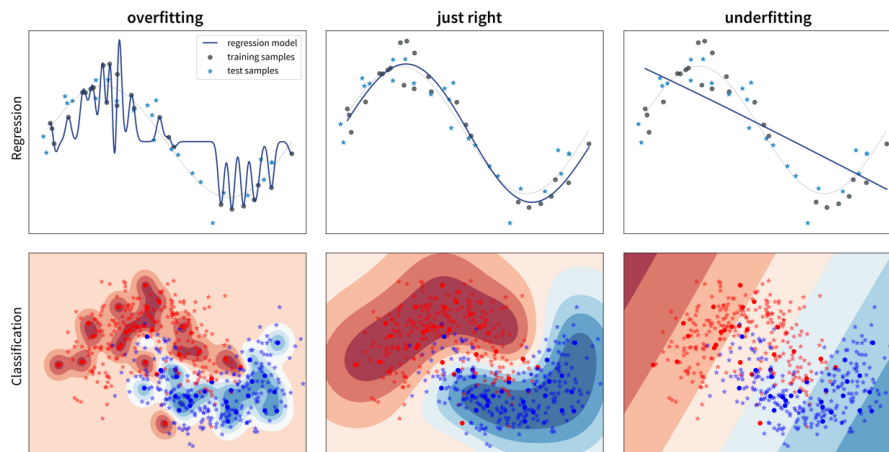 overfitting
just right
underfitting
Regression
regression model
training samples
test samples
Classification